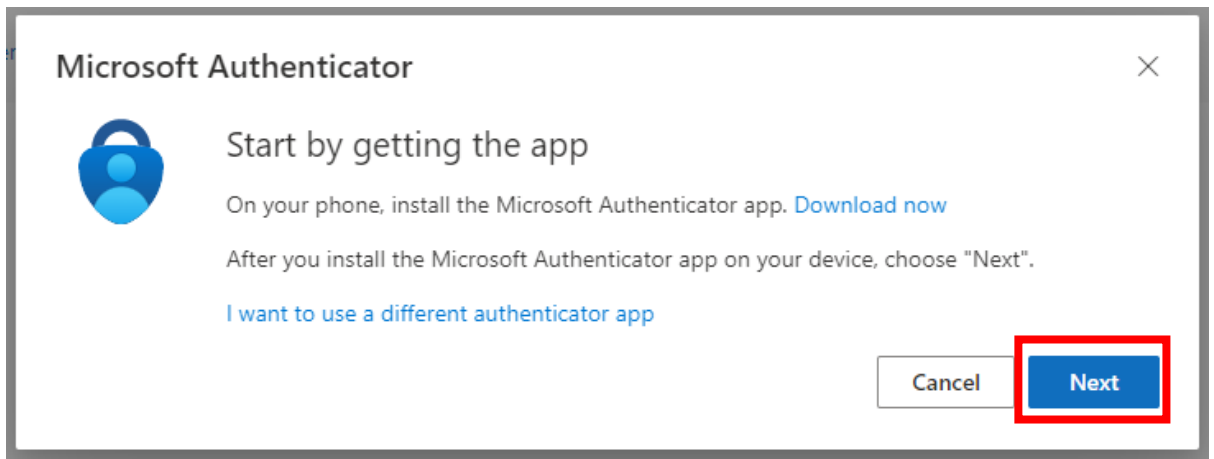 Microsoft Authenticator
Start by getting the app
On your phone, install the Microsoft Authenticator app. Download now
After you install the Microsoft Authenticator app on your device, choose "Next".
I want to use a different authenticator app
Cancel Next